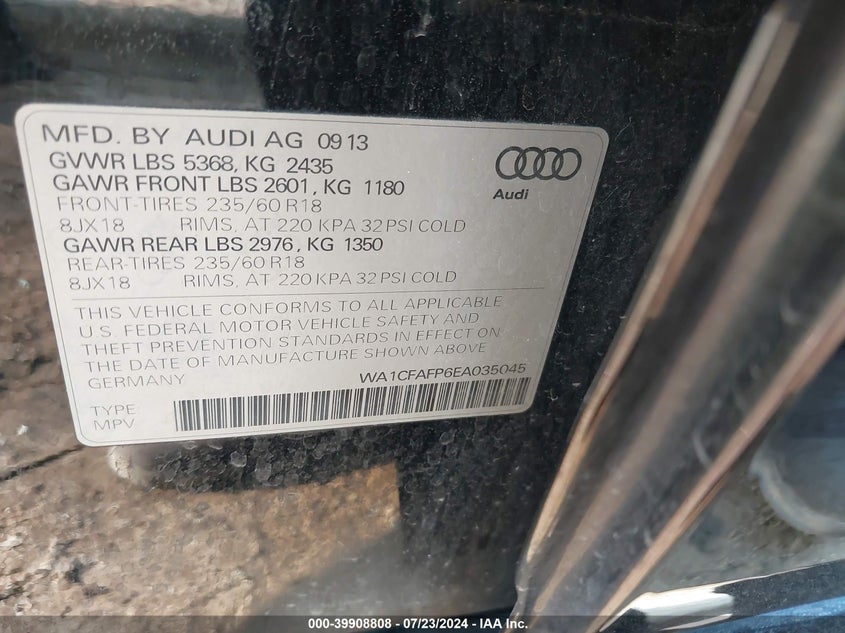 MFD. BY AUDI AG 0913
GVWR LBS 5368, KG 2435
GAWR FRONT LBS 2601, KG 1180
FRONT-TIRES 235/60 R18
8JX18 RIMS, AT 220 KPA 32 PSI COLD
GAWR REAR LBS 2976, KG 1350
REAR-TIRES 235/60 R18
8JX18 RIMS, AT 220 KPA 32 PSI COLD
Audi
THIS VEHICLE CONFORMS TO ALL APPLICABLE
U.S. FEDERAL MOTOR VEHICLE SAFETY AND
THEFT PREVENTION STANDARDS IN EFFECT ON
THE DATE OF MANUFACTURE SHOWN ABOVE
GERMANY WA1CFAFP6EA035045
TYPE
MPV
000-39908808 - 07/23/2024 - IAA Inc.